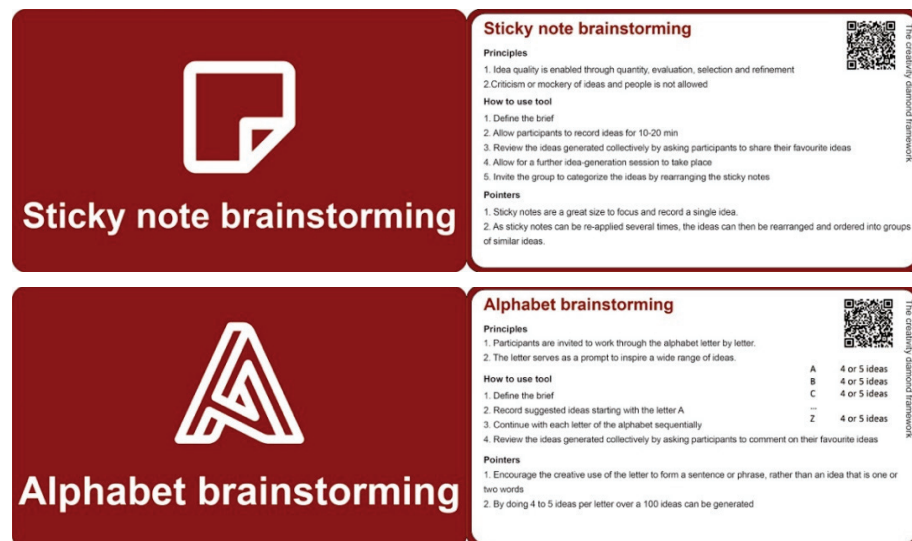 Sticky note brainstorming
Sticky note brainstorming
Principles
1. Idea quality is enabled through quantity, evaluation, selection and refinement
2.Criticism or mockery of ideas and people is not allowed
How to use tool
1. Define the brief
2. Allow participants to record ideas for 10-20 min
3. Review the ideas generated collectively by asking participants to share their favourite ideas
4. Allow for a further idea-generation session to take place
5. Invite the group to categorize the ideas by rearranging the sticky notes
Pointers
1. Sticky notes are a great size to focus and record a single idea.
2. As sticky notes can be re-applied several times, the ideas can then be rearranged and ordered into groups
of similar ideas.
The creativity diamond framework
Alphabet brainstorming
Alphabet brainstorming
Principles
1. Participants are invited to work through the alphabet letter by letter.
2. The letter serves as a prompt to inspire a wide range of ideas.
How to use tool
1. Define the brief
2. Record suggested ideas starting with the letter A
3. Continue with each letter of the alphabet sequentially
4. Review the ideas generated collectively by asking participants to comment on their favourite ideas
A 4 or 5 ideas
B 4 or 5 ideas
C 4 or 5 ideas
...
Z 4 or 5 ideas
Pointers
1. Encourage the creative use of the letter to form a sentence or phrase, rather than an idea that is one or
two words
2. By doing 4 to 5 ideas per letter over a 100 ideas can be generated
The creativity diamond framework